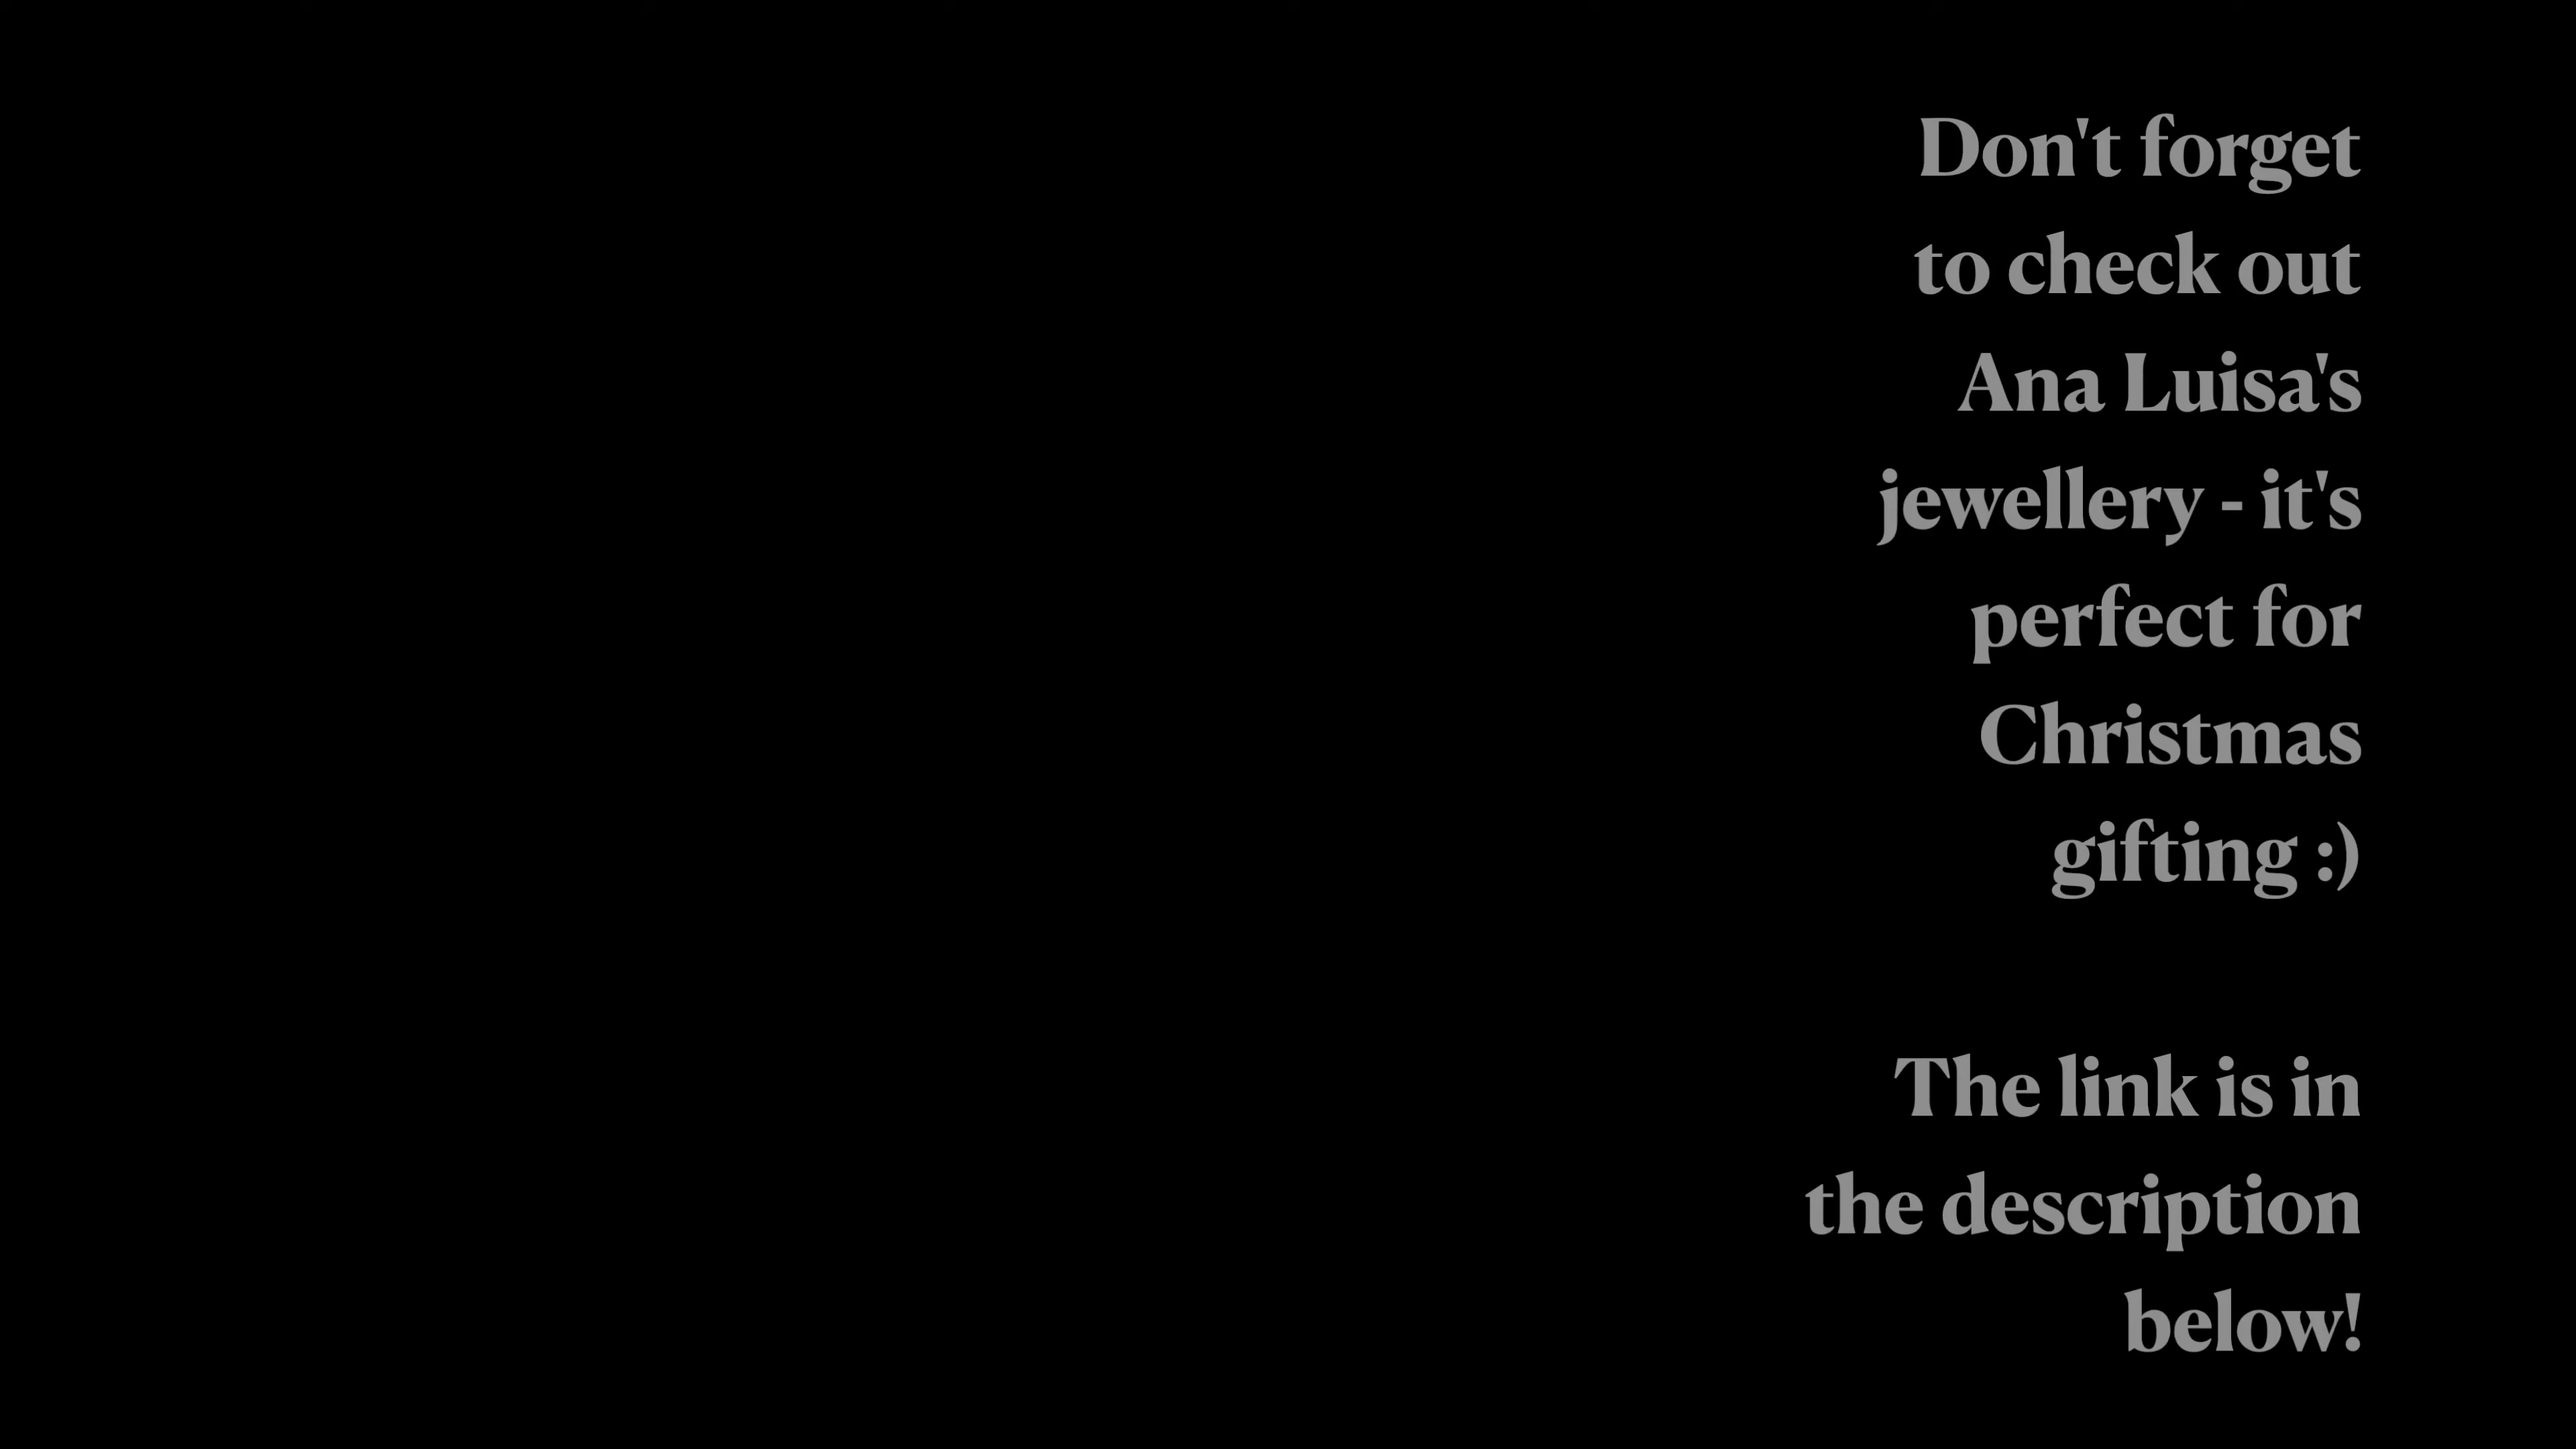 Don't forget
to check out
Ana Luisa's
jewellery - it's
perfect for
Christmas
gifting :)
The link is in
the description
below!